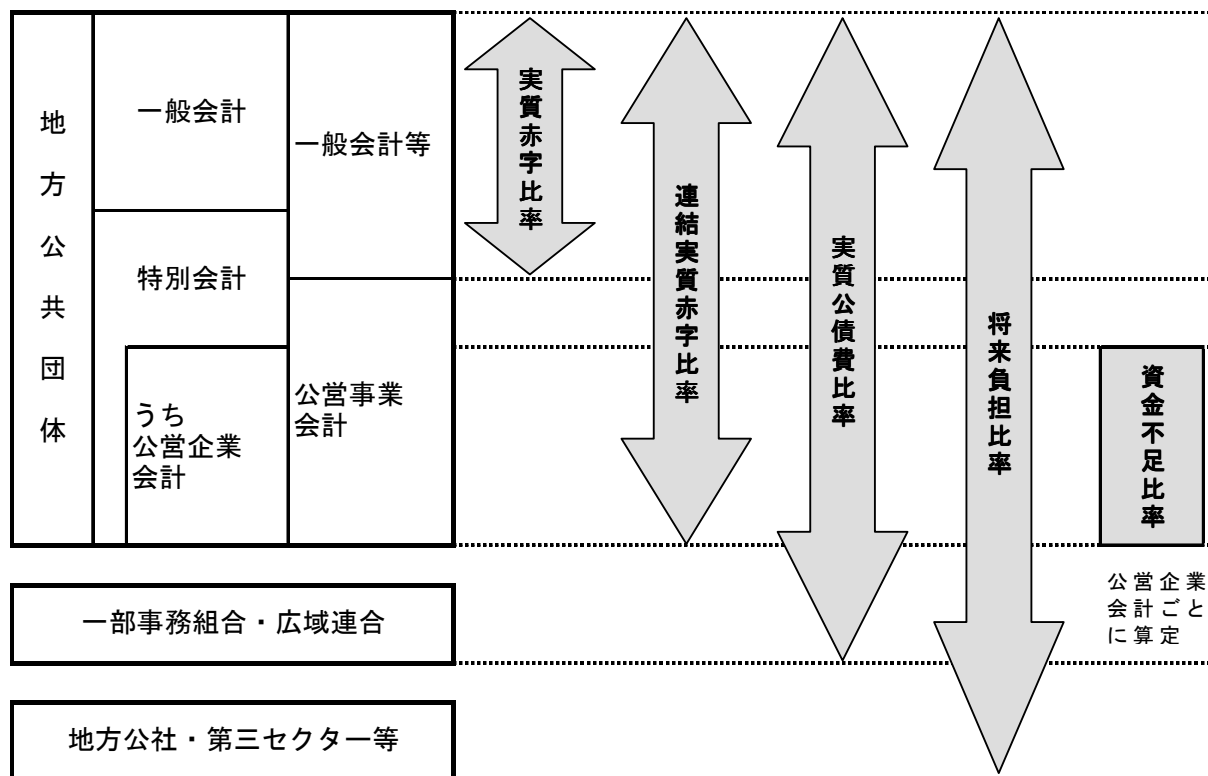 地方公共団体
一般会計
特別会計
うち
公営企業
会計
一般会計等
公営事業
会計
実質赤字比率
連結実質赤字比率
実質公債費比率
将来負担比率
資金不足比率
公営企業
会計ごと
に算定
一部事務組合・広域連合
地方公社・第三セクター等